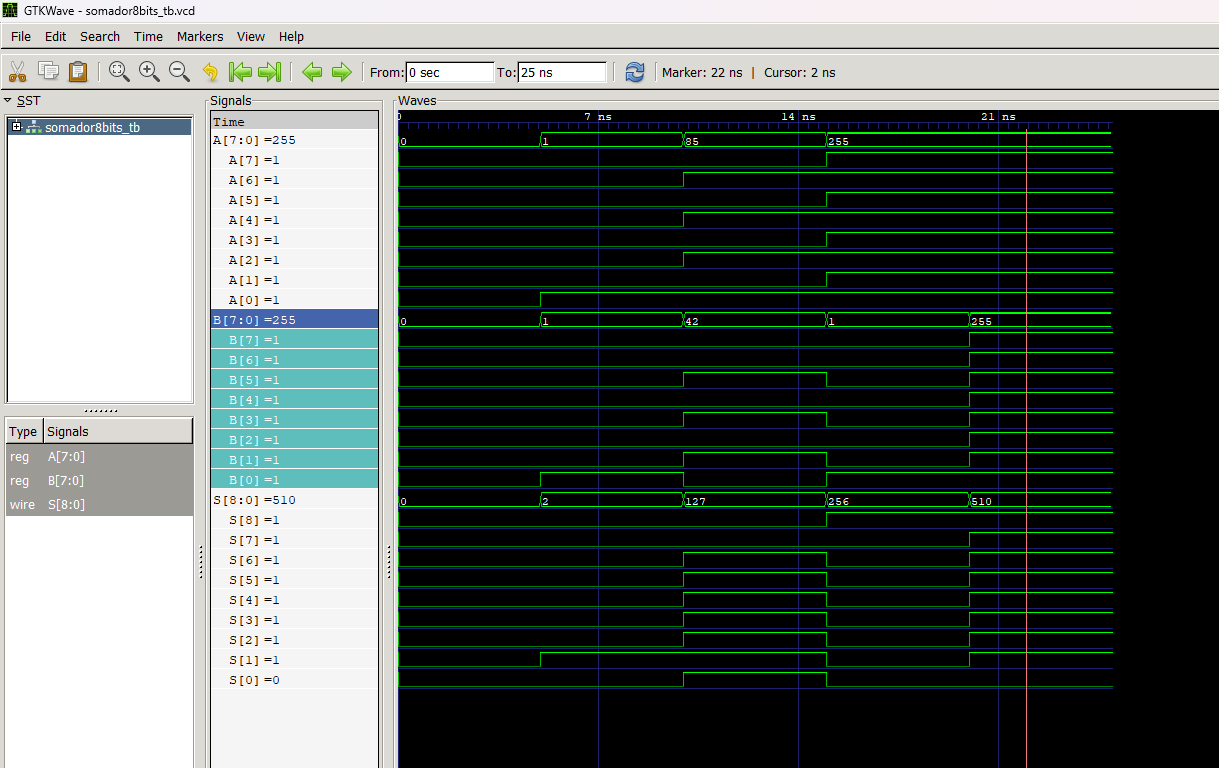 GTKWave - somador8bits_tb.vcd
File Edit Search Time Markers View Help
From: 0 sec To: 25 ns Marker: 22 ns | Cursor: 2 ns
SST
somador8bits_tb
Type Signals
reg A[7:0]
reg B[7:0]
wire S[8:0]
Signals
Time
A[7:0] =255
A[7] =1
A[6] =1
A[5] =1
A[4] =1
A[3] =1
A[2] =1
A[1] =1
A[0] =1
B[7:0] =255
B[7] =1
B[6] =1
B[5] =1
B[4] =1
B[3] =1
B[2] =1
B[1] =1
B[0] =1
S[8:0] =510
S[8] =1
S[7] =1
S[6] =1
S[5] =1
S[4] =1
S[3] =1
S[2] =1
S[1] =1
S[0] =0
Waves
0 7 ns 14 ns 21 ns
0 1 85 255
0 1 42 1 255
0 2 127 256 510